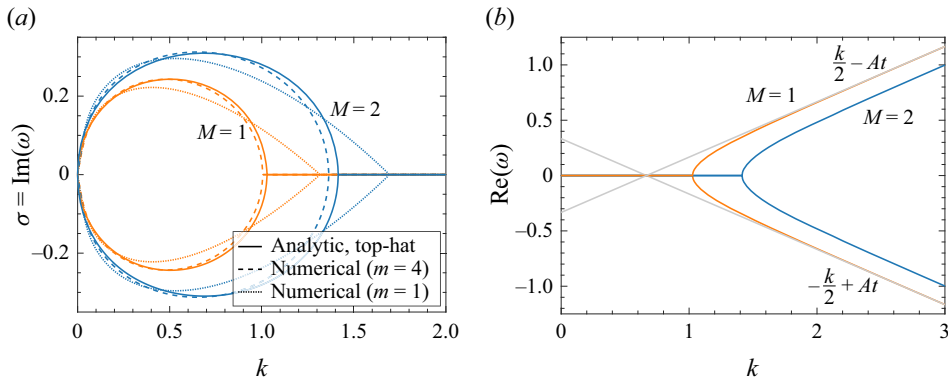 (a)
(b)
σ = Im(ω)
0.2
0
−0.2
M = 1
M = 2
Analytic, top-hat
Numerical (m = 4)
Numerical (m = 1)
0
0.5
1.0
1.5
2.0
k
Re(ω)
1.0
0.5
0
−0.5
−1.0
k/2 − At
M = 1
M = 2
−k/2 + At
0
1
2
3
k